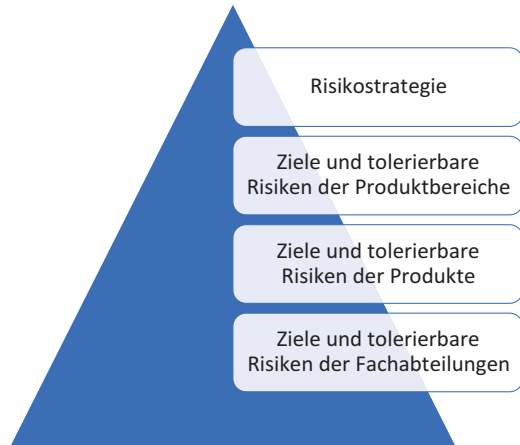 Risikostrategie
Ziele und tolerierbare
Risiken der Produktbereiche
Ziele und tolerierbare
Risiken der Produkte
Ziele und tolerierbare
Risiken der Fachabteilungen